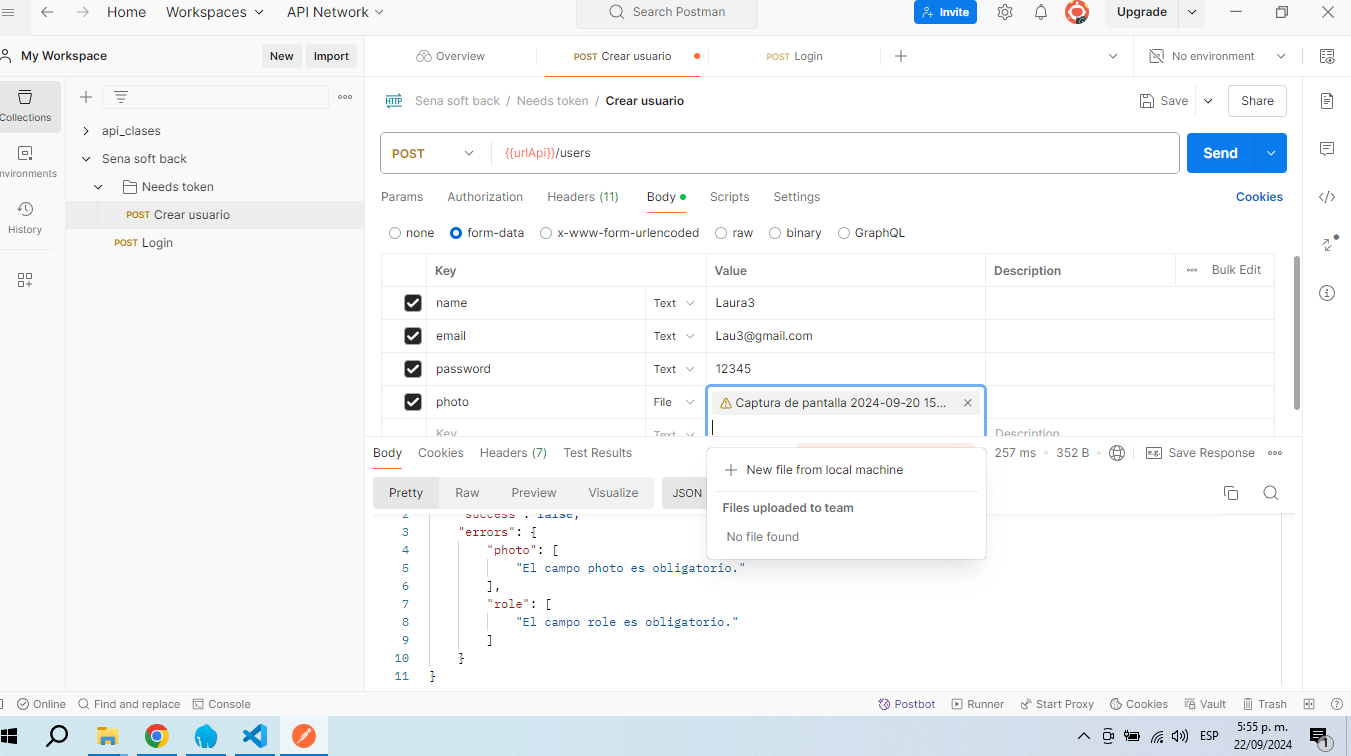 Home Workspaces API Network Search Postman Invite Upgrade
My Workspace New Import Overview POST Crear usuario POST Login No environment
Collections
HTTP Sena soft back / Needs token / Crear usuario Save Share
api_clases
Sena soft back
Needs token
POST Crear usuario
POST Login
nvironments
History
POST {{urlApi}}/users Send
Params Authorization Headers (11) Body Scripts Settings Cookies
none form-data x-www-form-urlencoded raw binary GraphQL
Key Value Description Bulk Edit
name Text Laura3
email Text Lau3@gmail.com
password Text 12345
photo File Captura de pantalla 2024-09-20 15...
Key Text Description
Body Cookies Headers (7) Test Results 257 ms 352 B e.g. Save Response
New file from local machine
Files uploaded to team
No file found
Pretty Raw Preview Visualize JSON
2 "success": false,
3 "errors": {
4 "photo": [
5 "El campo photo es obligatorio."
6 ],
7 "role": [
8 "El campo role es obligatorio."
9 ]
10 }
11 }
Online Find and replace Console Postbot Runner Start Proxy Cookies Vault Trash
ESP 5:55 p. m.
22/09/2024
1